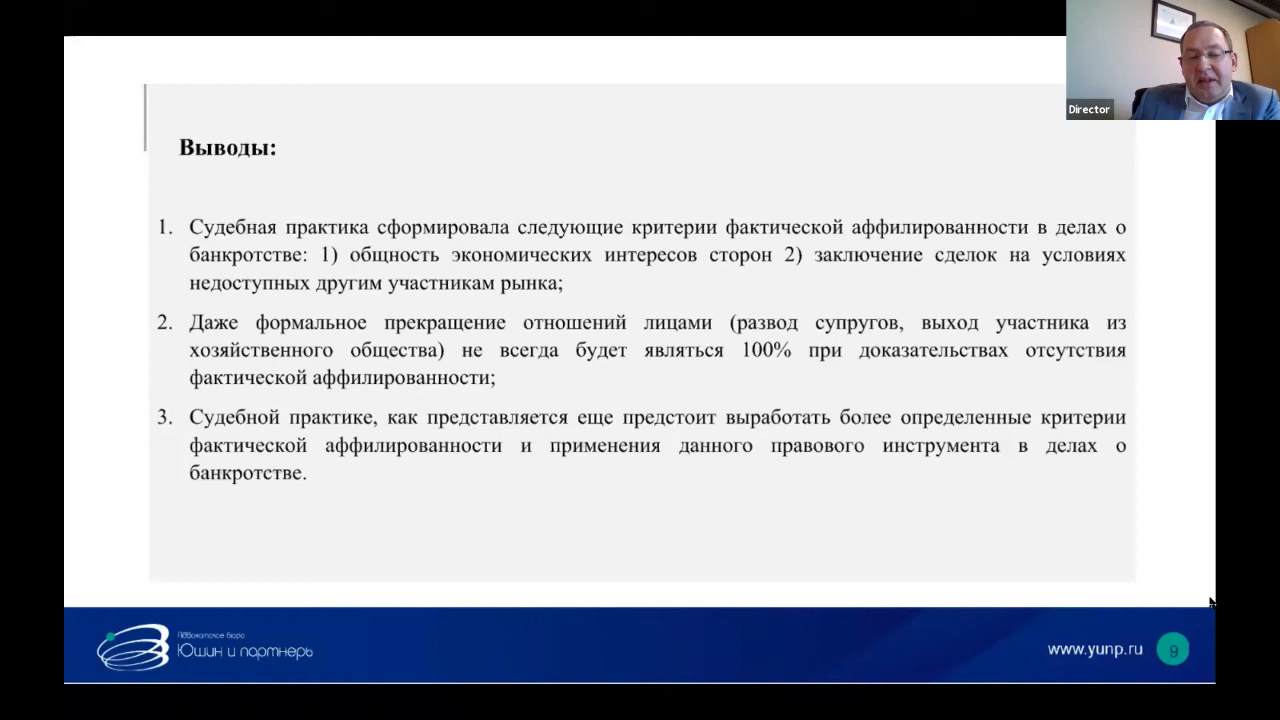 Director
Выводы:
1. Судебная практика сформировала следующие критерии фактической аффилированности в делах о
банкротстве: 1) общность экономических интересов сторон 2) заключение сделок на условиях
недоступных другим участникам рынка;
2. Даже формальное прекращение отношений лицами (развод супругов, выход участника из
хозяйственного общества) не всегда будет являться 100% при доказательствах отсутствия
фактической аффилированности;
3. Судебной практике, как представляется еще предстоит выработать более определенные критерии
фактической аффилированности и применения данного правового инструмента в делах о
банкротстве.
Адвокатское бюро
Юшин и партнеры
www.yunp.ru
9